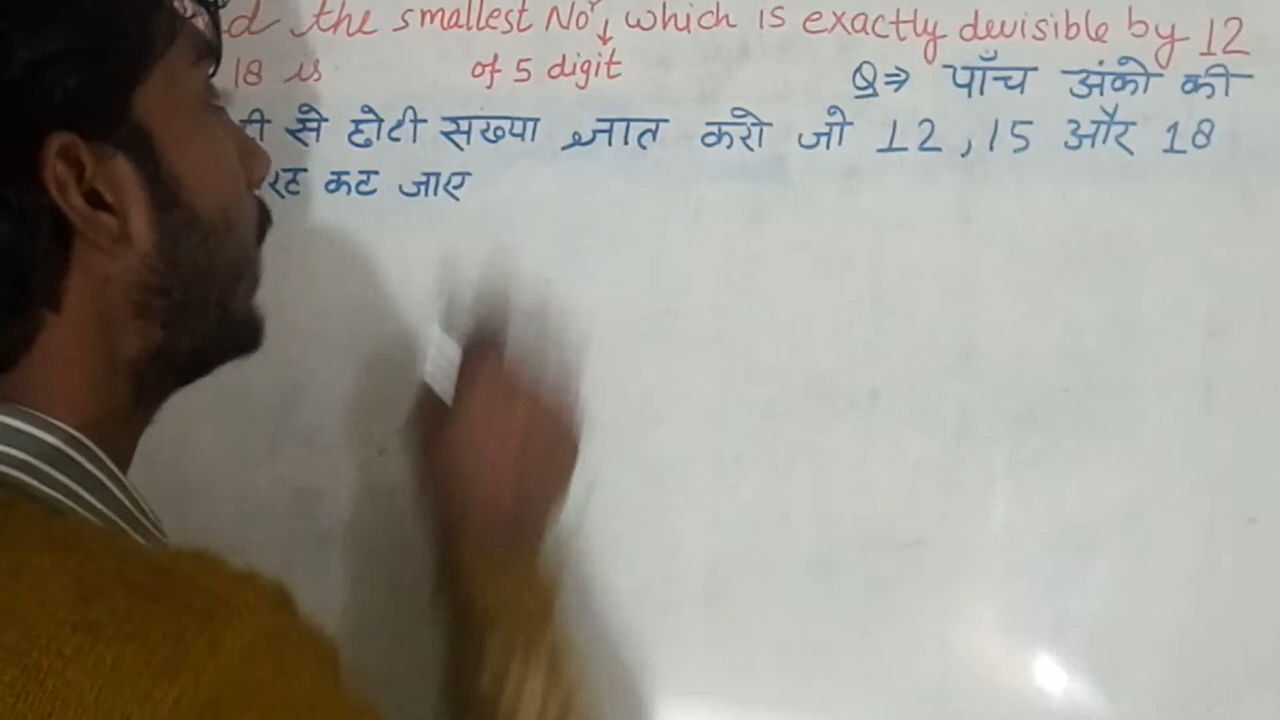 the smallest No, which is exactly devisible by 12
18 is of 5 digit
Q⇒ पाँच अंको की
से छोटी संख्या ज्ञात करो जो 12, 15 और 18
कट जाए